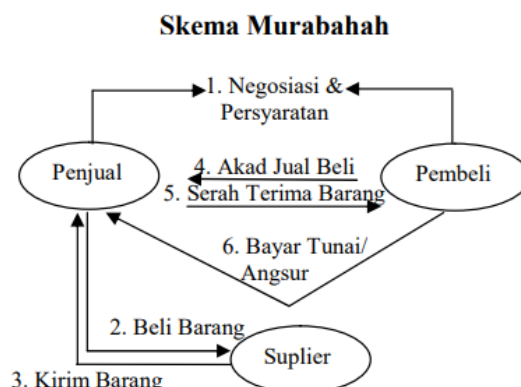 Skema Murabahah
1. Negosiasi &
Persyaratan
Penjual
4. Akad Jual Beli
Pembeli
5. Serah Terima Barang
6. Bayar Tunai/
Angsur
2. Beli Barang
Suplier
3. Kirim Barang